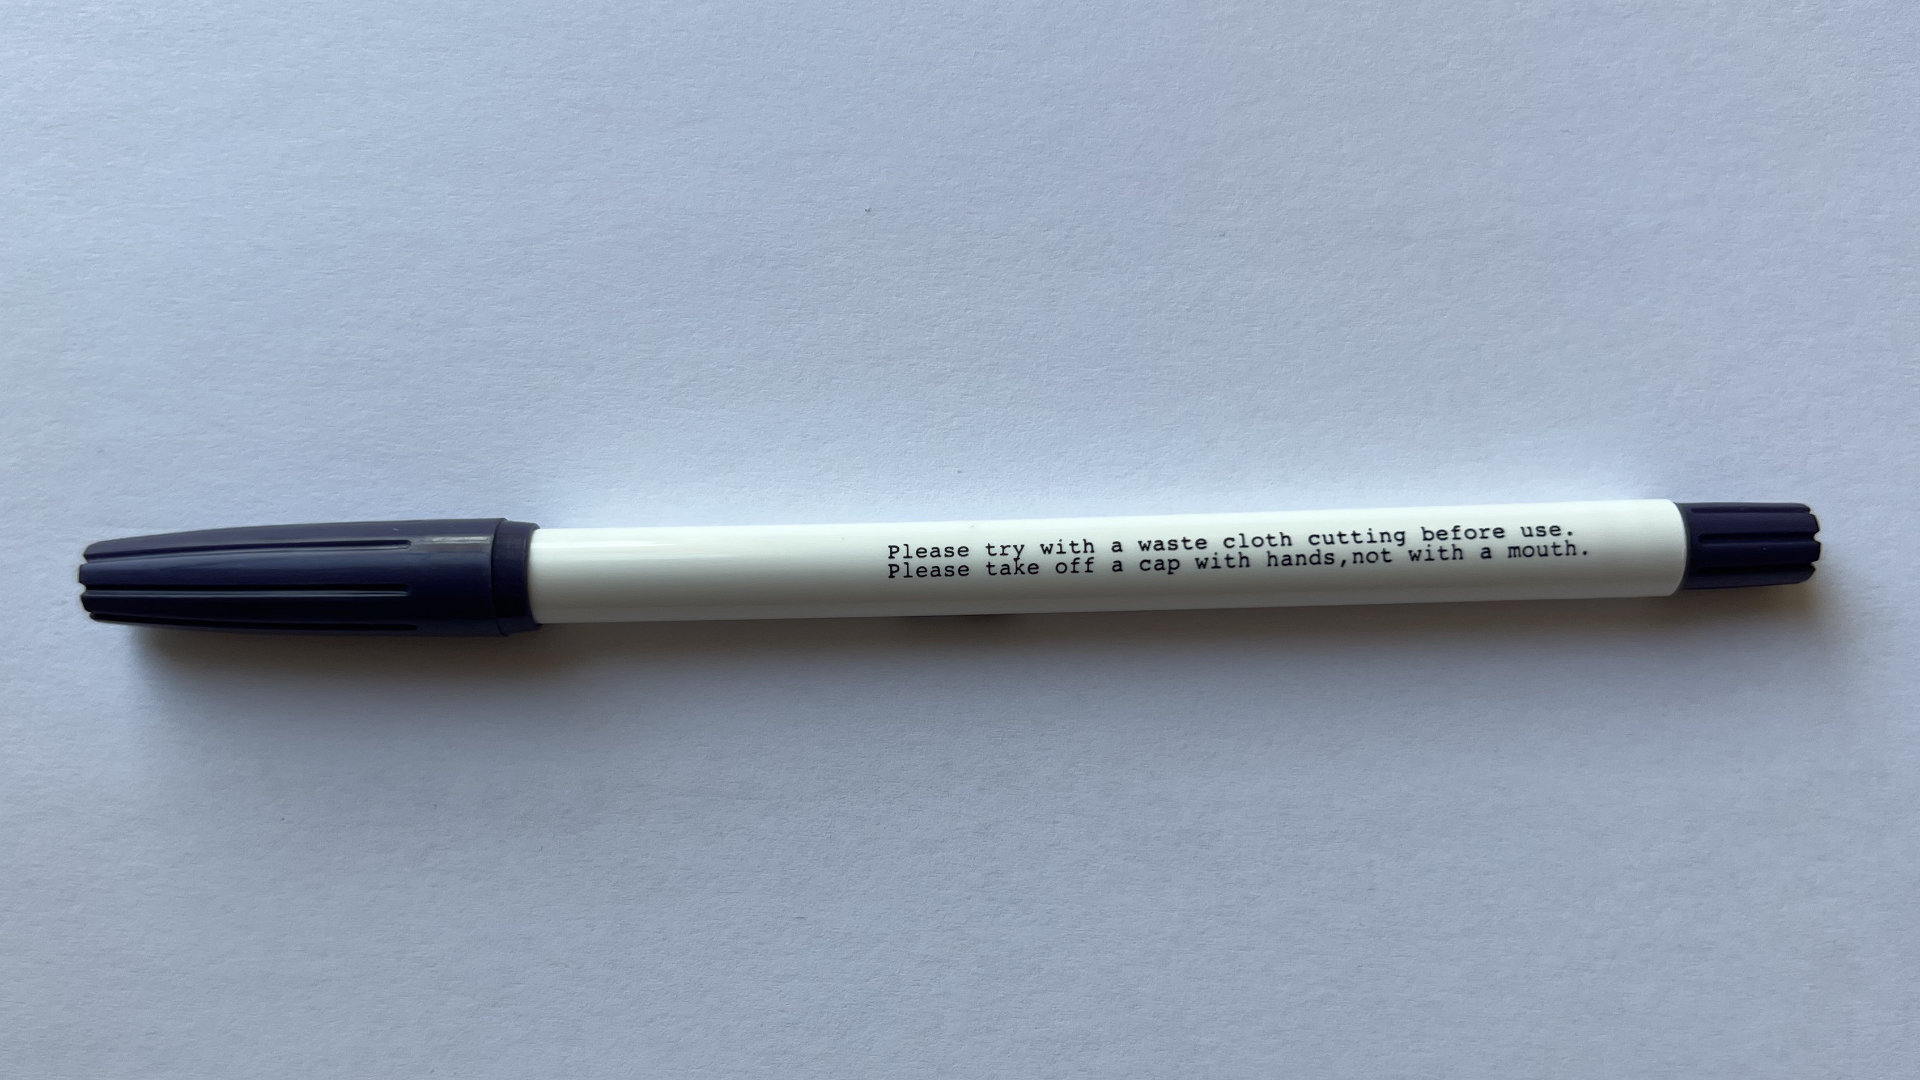 Please try with a waste cloth cutting before use.
Please take off a cap with hands,not with a mouth.